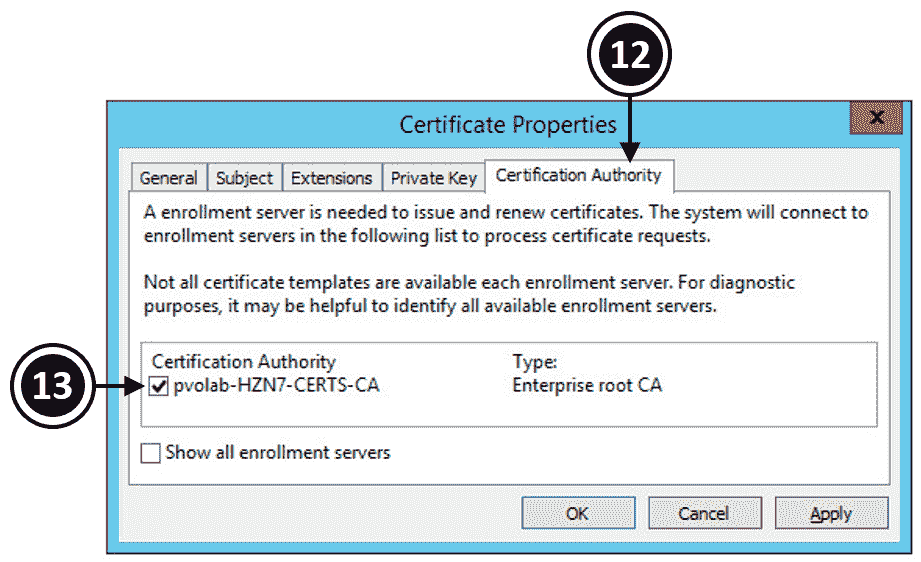 12
Certificate Properties
x
General Subject Extensions Private Key Certification Authority
A enrollment server is needed to issue and renew certificates. The system will connect to
enrollment servers in the following list to process certificate requests.
Not all certificate templates are available each enrollment server. For diagnostic
purposes, it may be helpful to identify all available enrollment servers.
Certification Authority Type:
13
pvolab-HZN7-CERTS-CA Enterprise root CA
Show all enrollment servers
OK Cancel Apply